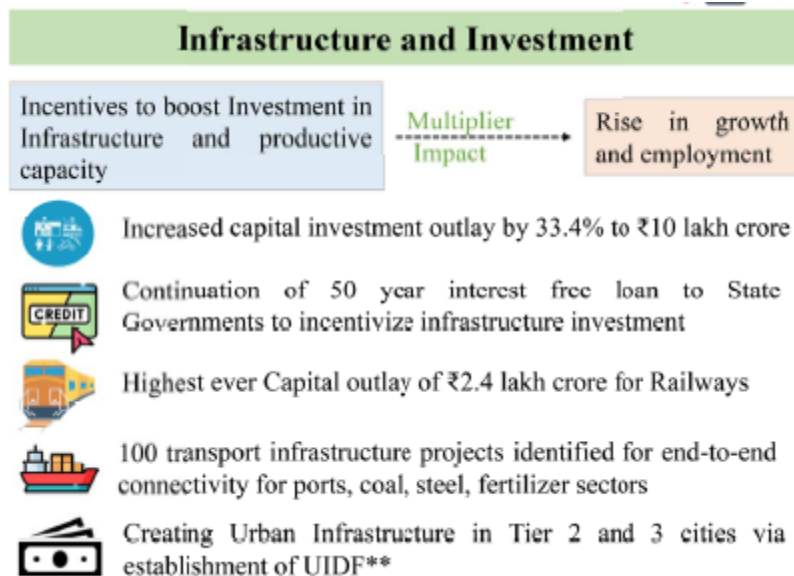 Infrastructure and Investment
Incentives to boost Investment in
Infrastructure and productive
capacity
Multiplier
Impact
Rise in growth
and employment
Increased capital investment outlay by 33.4% to ₹10 lakh crore
Continuation of 50 year interest free loan to State
Governments to incentivize infrastructure investment
CREDIT
Highest ever Capital outlay of ₹2.4 lakh crore for Railways
100 transport infrastructure projects identified for end-to-end
connectivity for ports, coal, steel, fertilizer sectors
Creating Urban Infrastructure in Tier 2 and 3 cities via
establishment of UIDF**